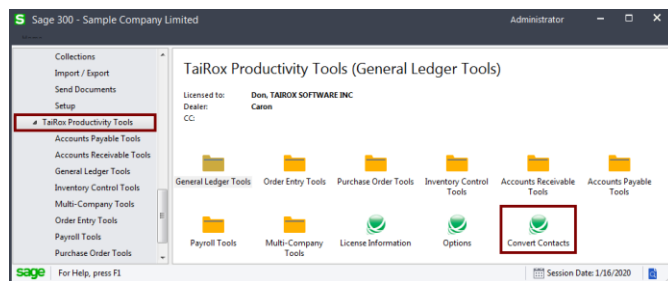 Sage 300 - Sample Company Limited
Administrator
Collections
Import / Export
Send Documents
Setup
TaiRox Productivity Tools
Accounts Payable Tools
Accounts Receivable Tools
General Ledger Tools
Inventory Control Tools
Multi-Company Tools
Order Entry Tools
Payroll Tools
Purchase Order Tools
TaiRox Productivity Tools (General Ledger Tools)
Licensed to: Don, TAIROX SOFTWARE INC
Dealer: Caron
CC:
General Ledger Tools
Order Entry Tools
Purchase Order Tools
Inventory Control
Tools
Accounts Receivable
Tools
Accounts Payable
Tools
Payroll Tools
Multi-Company
Tools
License Information
Options
Convert Contacts
sage For Help, press F1
Session Date: 1/16/2020